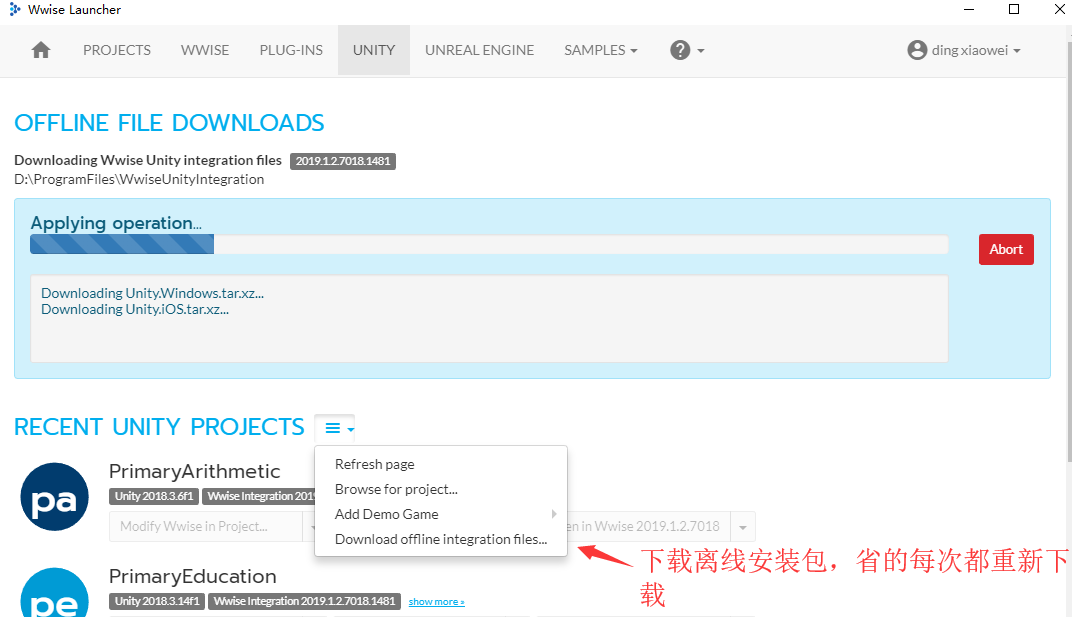 Wwise Launcher
PROJECTS WWISE PLUG-INS UNITY UNREAL ENGINE SAMPLES ? ding xiaowei
OFFLINE FILE DOWNLOADS
Downloading Wwise Unity integration files 2019.1.2.7018.1481
D:\ProgramFiles\WwiseUnityIntegration
Applying operation...
Abort
Downloading Unity.Windows.tar.xz...
Downloading Unity.iOS.tar.xz...
RECENT UNITY PROJECTS
Refresh page
Browse for project...
Add Demo Game
Download offline integration files...
pa
PrimaryArithmetic
Unity 2018.3.6f1 Wwise Integration 201
Modify Wwise in Project... en in Wwise 2019.1.2.7018
下载离线安装包，省的每次都重新下
载
pe
PrimaryEducation
Unity 2018.3.14f1 Wwise Integration 2019.1.2.7018.1481 show more »